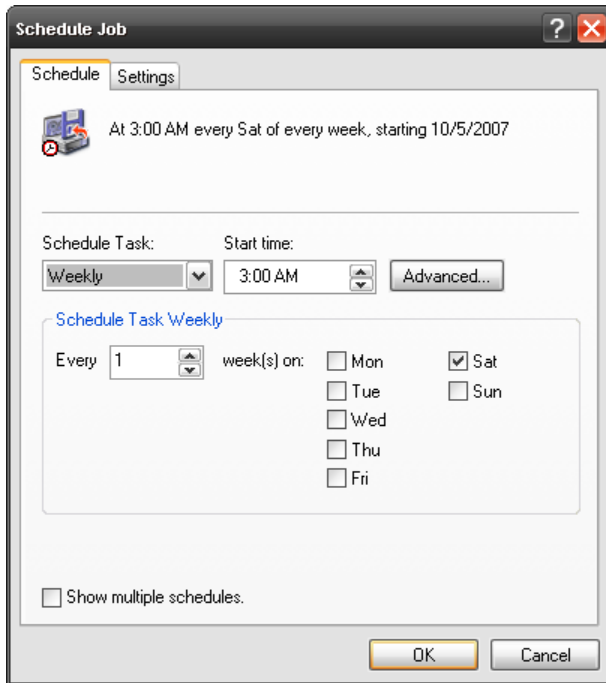 Schedule Job
Schedule Settings
At 3:00 AM every Sat of every week, starting 10/5/2007
Schedule Task: Start time:
Weekly 3:00 AM Advanced...
Schedule Task Weekly
Every 1 week(s) on: Mon Sat
Tue Sun
Wed
Thu
Fri
Show multiple schedules.
OK Cancel